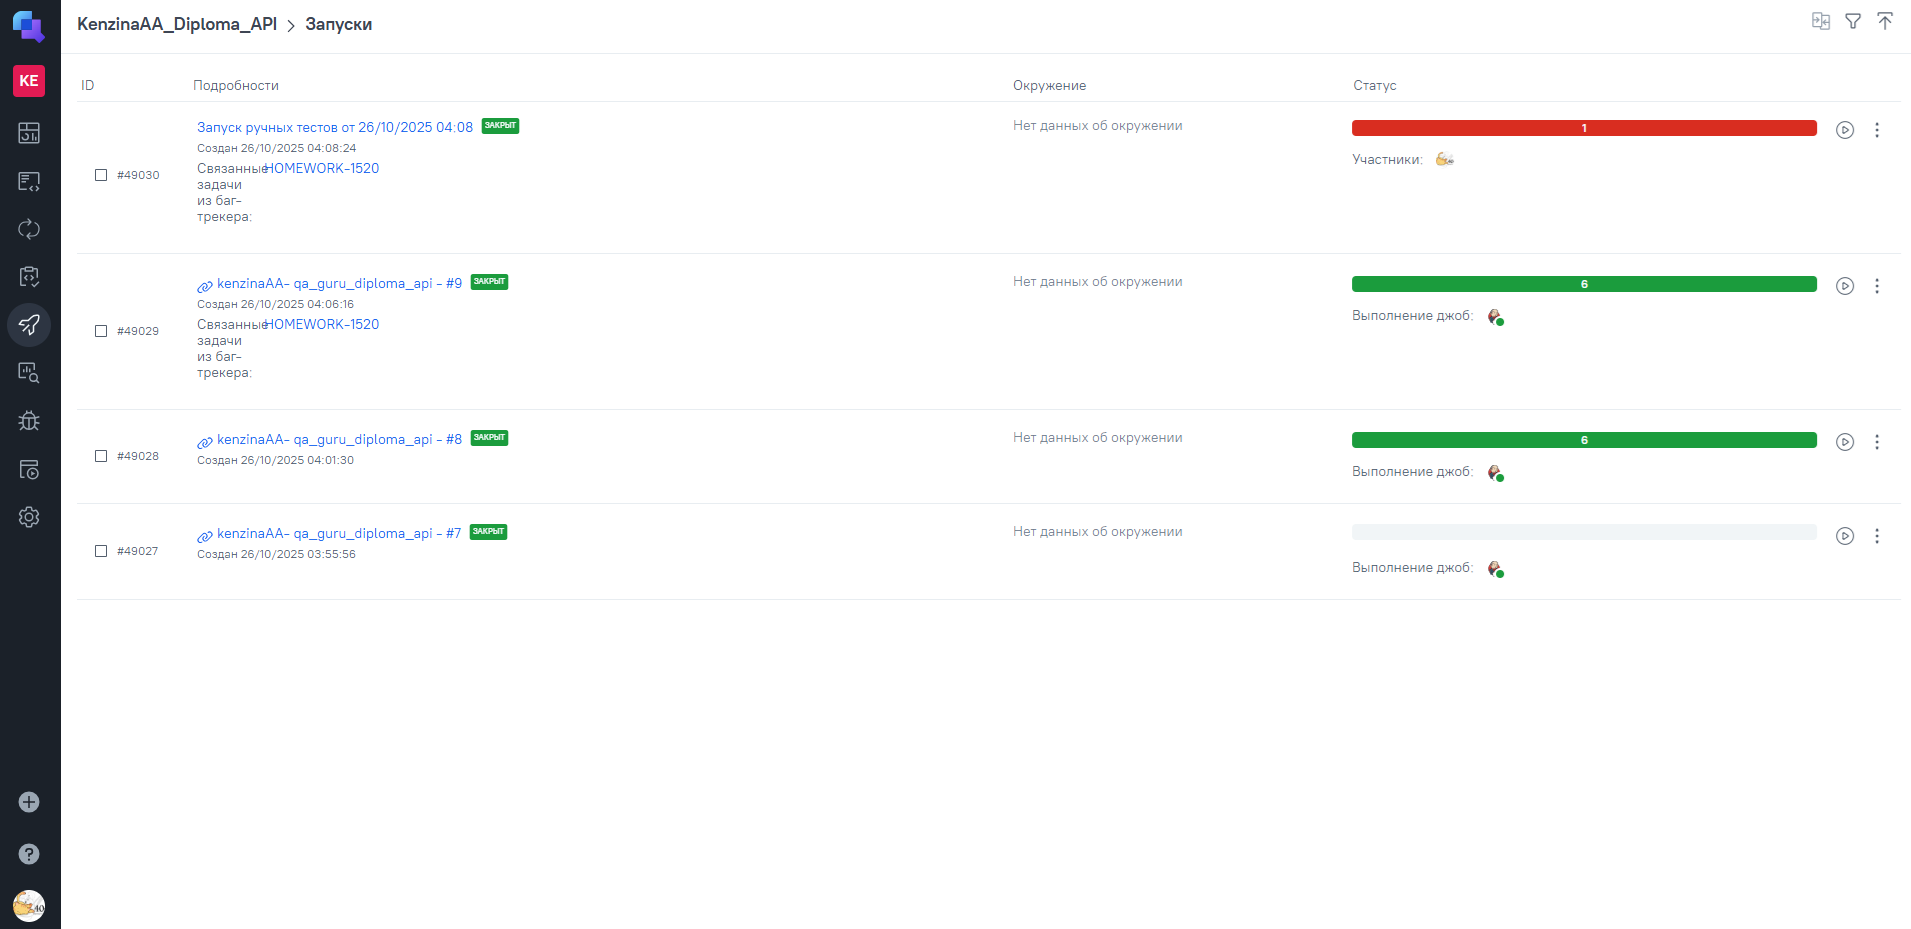 KenzinaAA_Diploma_API > Запуски
KE
ID Подробности Окружение Статус
Запуск ручных тестов от 26/10/2025 04:08 ЗАКРЫТ Нет данных об окружении 1
Создан 26/10/2025 04:08:24
Участники:
#49030
Связанные HOMEWORK-1520
задачи
из баг-
трекера:
kenzinaAA- qa_guru_diploma_api - #9 ЗАКРЫТ Нет данных об окружении 6
Создан 26/10/2025 04:06:16
Выполнение джоб:
#49029
Связанные HOMEWORK-1520
задачи
из баг-
трекера:
kenzinaAA- qa_guru_diploma_api - #8 ЗАКРЫТ Нет данных об окружении 6
#49028 Создан 26/10/2025 04:01:30
Выполнение джоб:
kenzinaAA- qa_guru_diploma_api - #7 ЗАКРЫТ Нет данных об окружении
#49027 Создан 26/10/2025 03:55:56
Выполнение джоб:
40